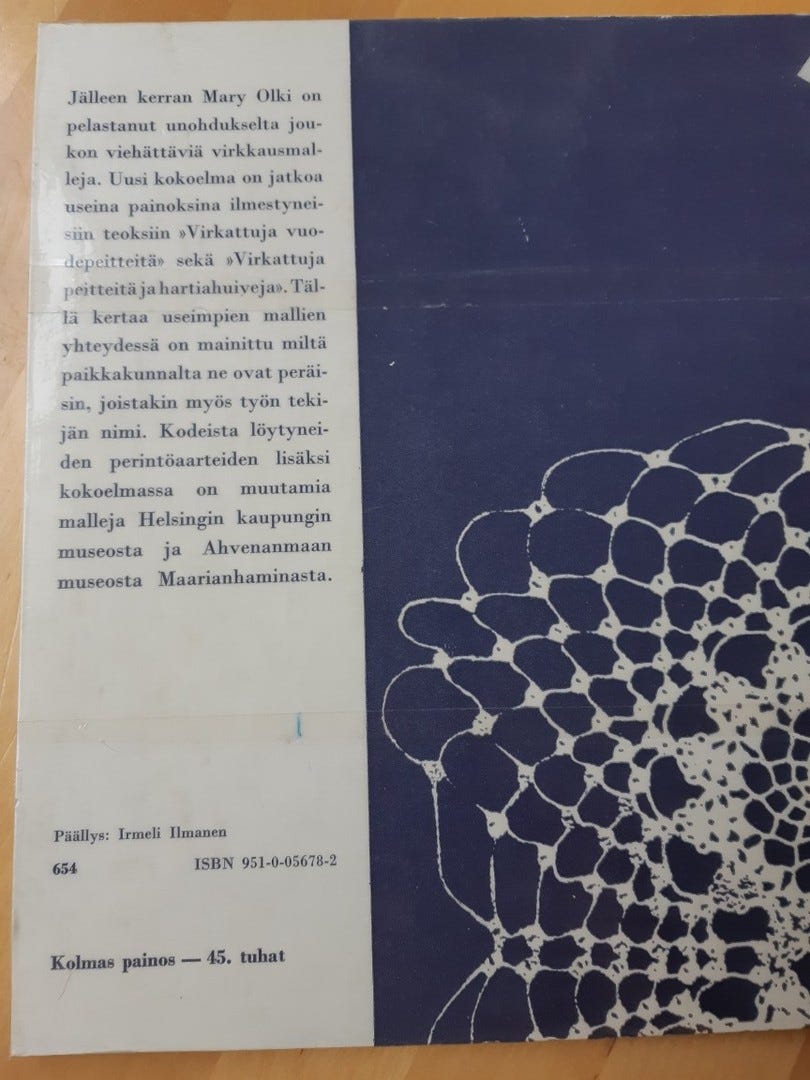 Jälleen kerran Mary Olki on
pelastanut unohdukselta jou-
kon viehättäviä virkkausmal-
leja. Uusi kokoelma on jatkoa
useina painoksina ilmestynei-
siin teoksiin »Virkattuja vuo-
depeitteitä» sekä »Virkattuja
peitteitä ja hartiahuiveja». Täl-
lä kertaa useimpien mallien
yhteydessä on mainittu miltä
paikkakunnalta ne ovat peräi-
sin, joistakin myös työn teki-
jän nimi. Kodeista löytynei-
den perintöaarteiden lisäksi
kokoelmassa on muutamia
malleja Helsingin kaupungin
museosta ja Ahvenanmaan
museosta Maarianhaminasta.
Päällys: Irmeli Ilmanen
654 ISBN 951-0-05678-2
Kolmas painos — 45. tuhat